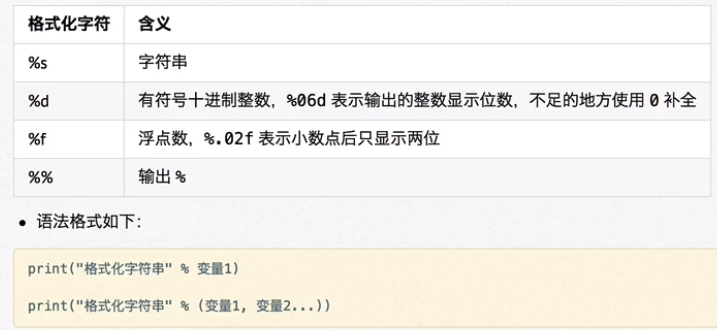 格式化字符 含义
%s 字符串
%d 有符号十进制整数，%06d 表示输出的整数显示位数，不足的地方使用 0 补全
%f 浮点数，%.02f 表示小数点后只显示两位
%% 输出 %
• 语法格式如下：
print("格式化字符串" % 变量1)
print("格式化字符串" % (变量1, 变量2...))